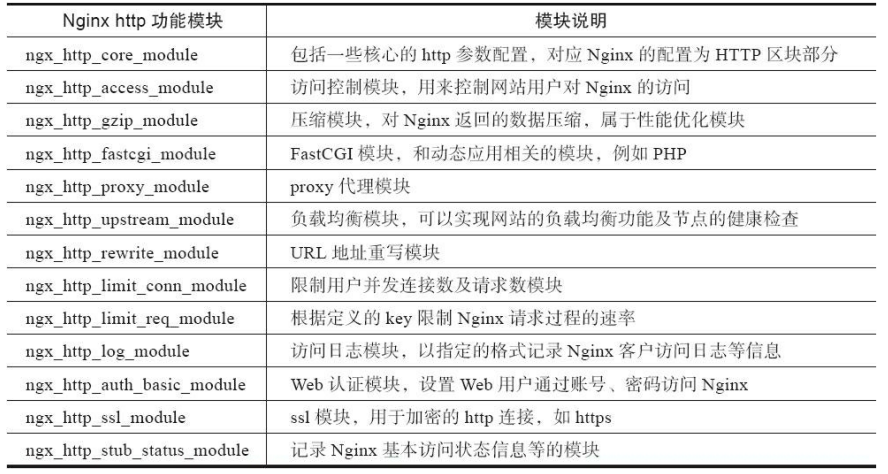 Nginx http 功能模块 模块说明
ngx_http_core_module 包括一些核心的 http 参数配置，对应 Nginx 的配置为 HTTP 区块部分
ngx_http_access_module 访问控制模块，用来控制网站用户对 Nginx 的访问
ngx_http_gzip_module 压缩模块，对 Nginx 返回的数据压缩，属于性能优化模块
ngx_http_fastcgi_module FastCGI 模块，和动态应用相关的模块，例如 PHP
ngx_http_proxy_module proxy 代理模块
ngx_http_upstream_module 负载均衡模块，可以实现网站的负载均衡功能及节点的健康检查
ngx_http_rewrite_module URL 地址重写模块
ngx_http_limit_conn_module 限制用户并发连接数及请求数模块
ngx_http_limit_req_module 根据定义的 key 限制 Nginx 请求过程的速率
ngx_http_log_module 访问日志模块，以指定的格式记录 Nginx 客户访问日志等信息
ngx_http_auth_basic_module Web 认证模块，设置 Web 用户通过账号、密码访问 Nginx
ngx_http_ssl_module ssl 模块，用于加密的 http 连接，如 https
ngx_http_stub_status_module 记录 Nginx 基本访问状态信息等的模块